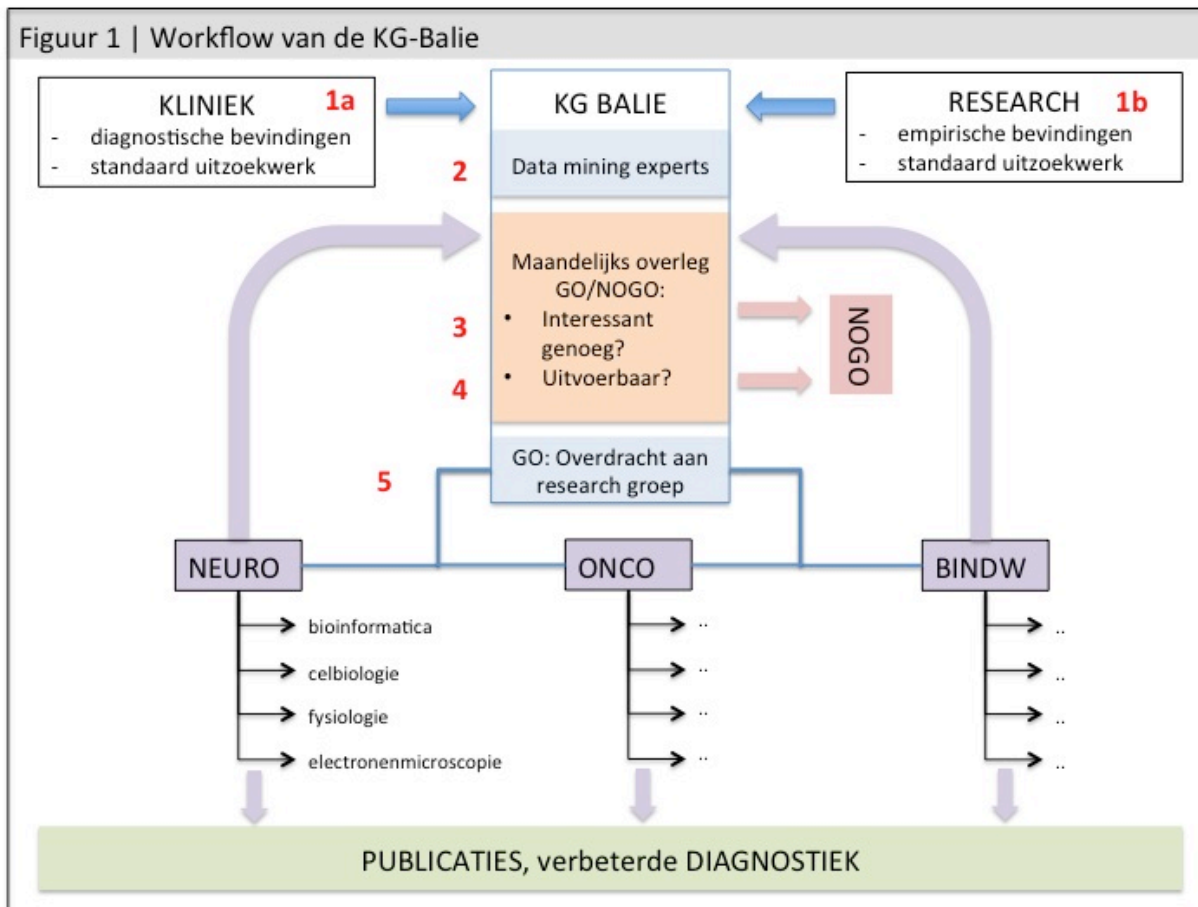 Figuur 1 | Workflow van de KG-Balie
KLINIEK 1a
- diagnostische bevindingen
- standaard uitzoekwerk
KG BALIE
RESEARCH 1b
- empirische bevindingen
- standaard uitzoekwerk
2
Data mining experts
Maandelijks overleg
GO/NOGO:
3
• Interessant
genoeg?
4
• Uitvoerbaar?
NOGO
5
GO: Overdracht aan
research groep
NEURO
ONCO
BINDW
bioinformatica
celbiologie
fysiologie
electronenmicroscopie
..
..
..
..
..
..
..
..
PUBLICATIES, verbeterde DIAGNOSTIEK